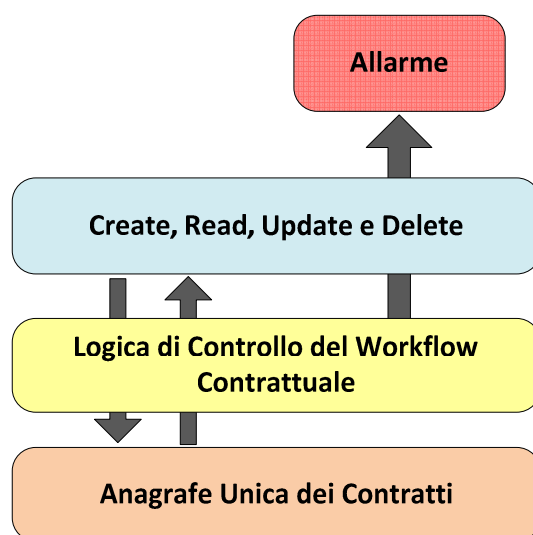 Allarme
Create, Read, Update e Delete
Logica di Controllo del Workflow
Contrattuale
Anagrafe Unica dei Contratti